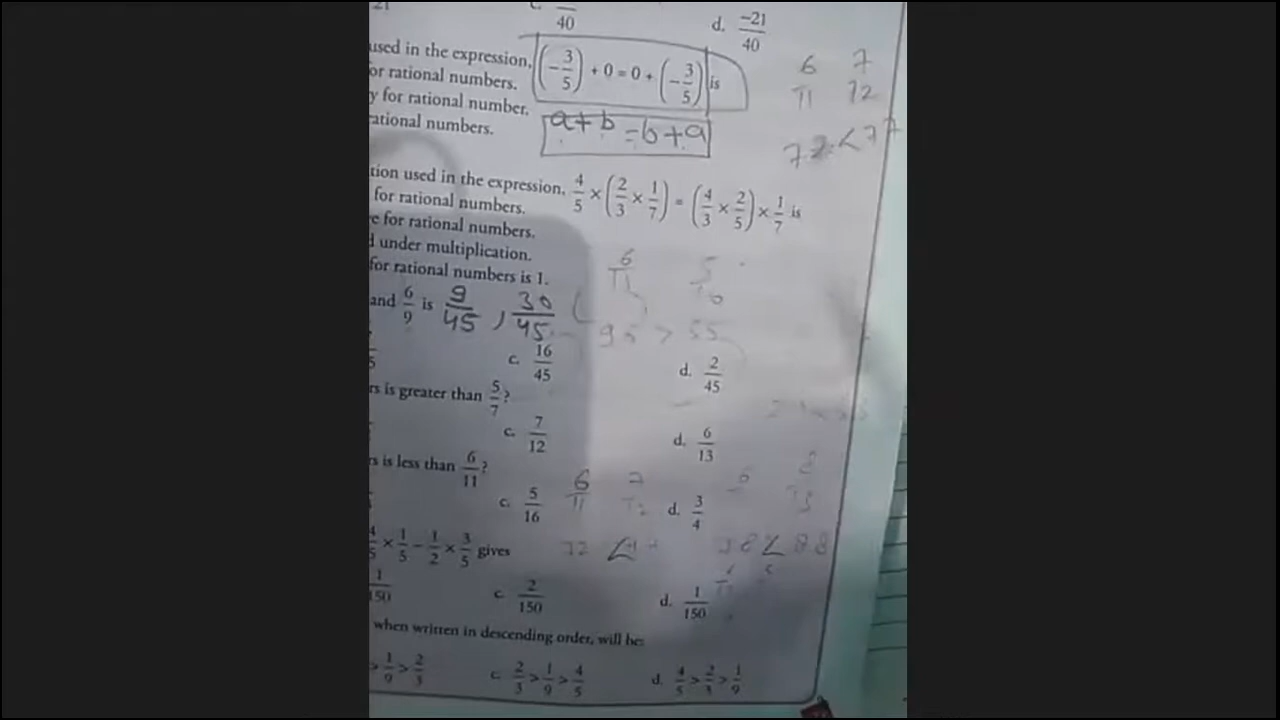 40
d. -21/40
used in the expression, (-3/5) + 0 = 0 + (-3/5) is
or rational numbers.
y for rational number.
ational numbers.
a+b = b+a
6/11 7/12
tion used in the expression, 4/5 × (2/3 × 1/7) = (4/3 × 2/5) × 1/7 is
for rational numbers.
e for rational numbers.
d under multiplication.
for rational numbers is 1.
and 6/9 is 9/45, 30/45
c. 16/45 d. 2/45
rs is greater than 5/7?
c. 7/12 d. 6/13
rs is less than 6/11?
c. 5/16 d. 3/4
6/11
4/5 × 1/5 - 1/2 × 3/5 gives
1/150 c. 2/150 d. 1/150
when written in descending order, will be:
> 1/9 > 2/3 c. 2/3 > 1/9 > 4/5 d. 4/5 > 2/3 > 1/9